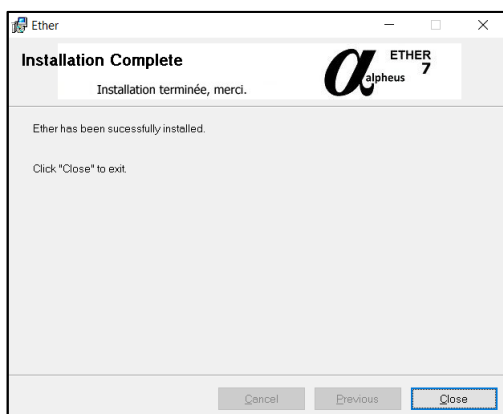 Ether
Installation Complete
Installation terminée, merci.
α alpheus
ETHER
7
Ether has been sucessfully installed.
Click "Close" to exit.
Cancel
Previous
Close